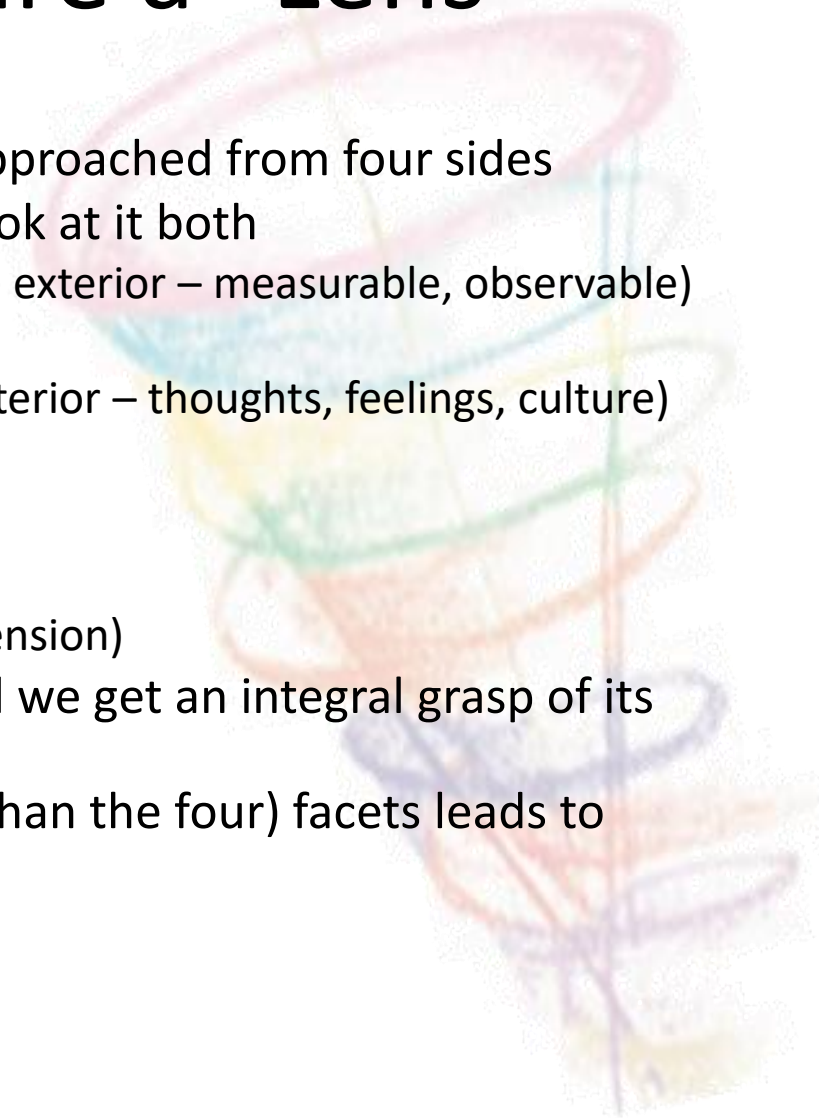 a "Lens"
pproached from four sides
ok at it both
exterior – measurable, observable)
terior – thoughts, feelings, culture)
ension)
we get an integral grasp of its
han the four) facets leads to